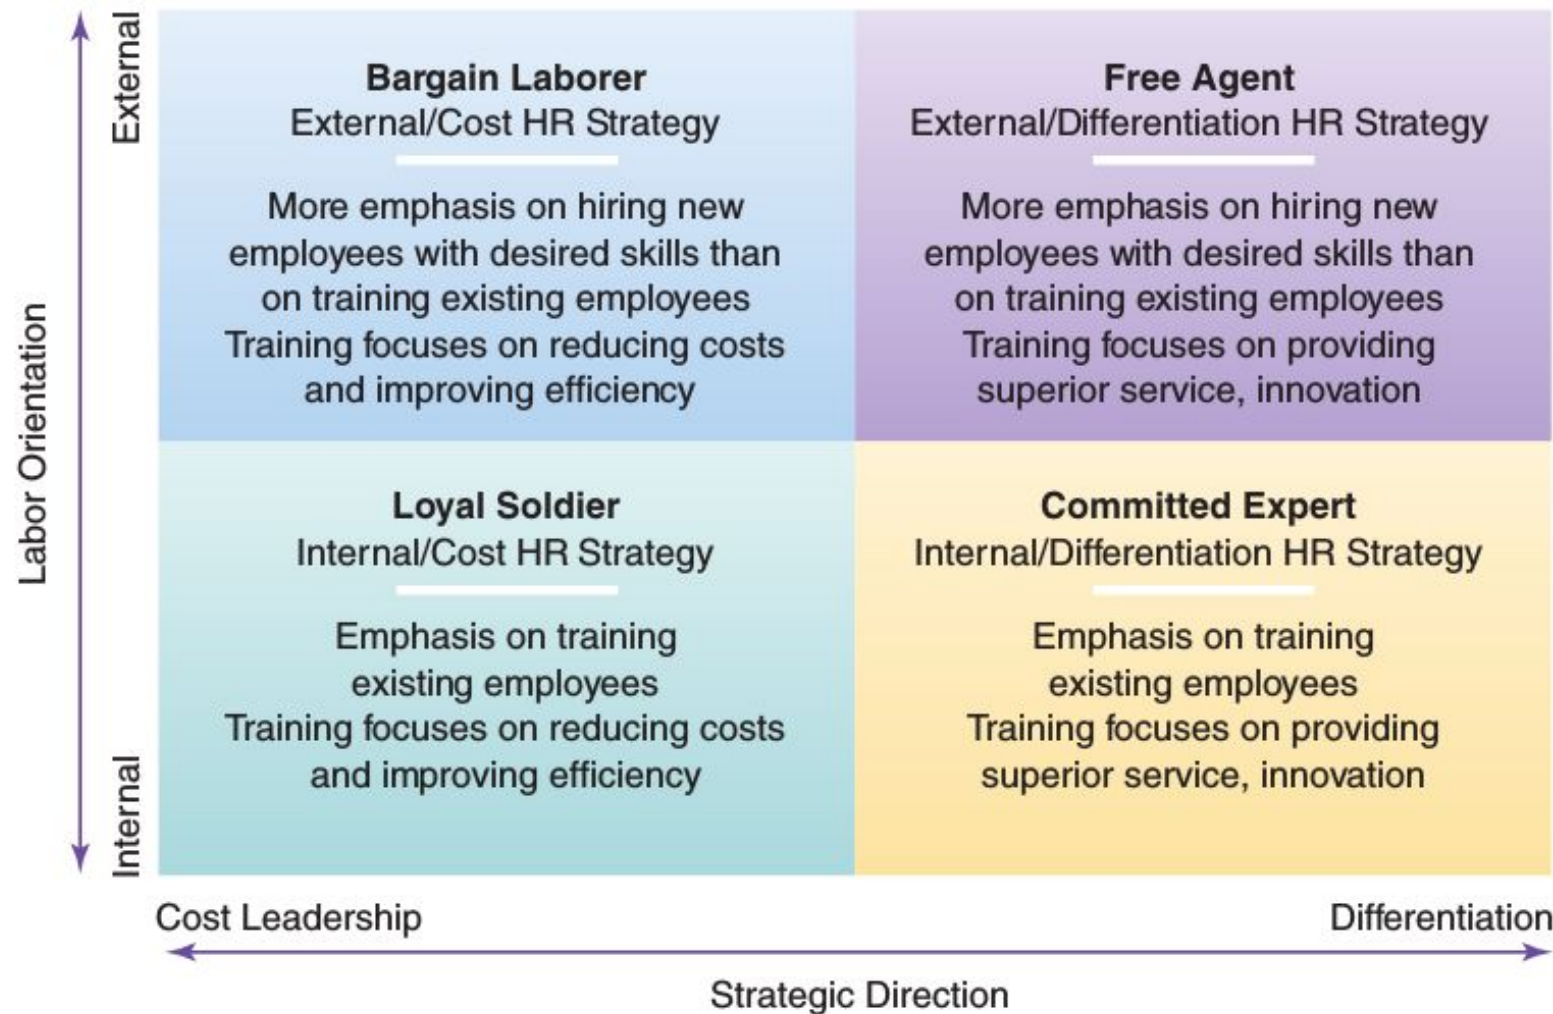 External
Internal
Labor Orientation
Bargain Laborer
External/Cost HR Strategy
More emphasis on hiring new
employees with desired skills than
on training existing employees
Training focuses on reducing costs
and improving efficiency
Free Agent
External/Differentiation HR Strategy
More emphasis on hiring new
employees with desired skills than
on training existing employees
Training focuses on providing
superior service, innovation
Loyal Soldier
Internal/Cost HR Strategy
Emphasis on training
existing employees
Training focuses on reducing costs
and improving efficiency
Committed Expert
Internal/Differentiation HR Strategy
Emphasis on training
existing employees
Training focuses on providing
superior service, innovation
Cost Leadership
Differentiation
Strategic Direction